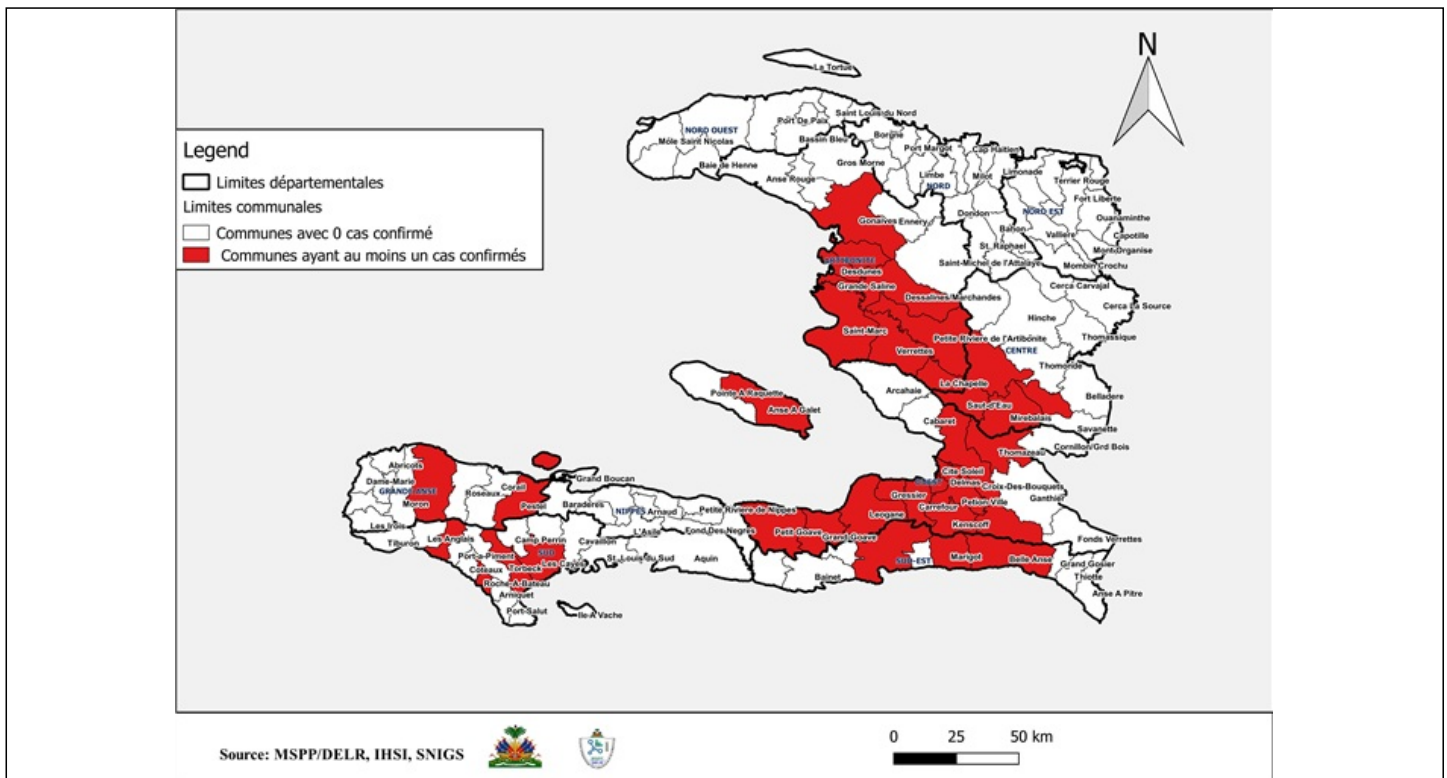 N
La Tortue
Saint Louis du Nord
Port De Paix
NORD OUEST
Môle Saint Nicolas
Bassin Bleu
Borgne
Port Margot
Cap Haitien
Baie de Henne
Gros Morne
Limbe
Milot
Limonade
Terrier Rouge
Anse Rouge
NORD
Fort Liberte
NORD EST
Ouanaminthe
Gonaives
Ennery
Dondon
Bahon
Valliere
Capotille
St. Raphael
Mont-Organise
Saint-Michel de l'Attalaye
Mombin Crochu
ARTIBONITE
Desdunes
Grande Saline
Dessalines/Marchandes
Cerca Carvajal
Cerca La Source
Hinche
Saint-Marc
Petite Riviere de l'Artibonite
Thomassique
Verrettes
CENTRE
Thomonde
La Chapelle
Belladere
Arcahaie
Saut-d'Eau
Mirebalais
Cabaret
Savanette
Cornillon/Grd Bois
Thomazeau
Pointe A Raquette
Anse A Galet
Cite Soleil
Delmas
Croix-Des-Bouquets
Ganthier
OUEST
Gressier
Petion Ville
Carrefour
Leogane
Kenscoff
Fonds Verrettes
Abricots
Dame-Marie
GRANDE ANSE
Moron
Roseaux
Corail
Pestel
Grand Boucan
Baraderes
NIPPES
Arnaud
Petite Riviere de Nippes
L'Asile
Fond Des Negres
Petit Goave
Grand Goave
Les Irois
Tiburon
Les Anglais
Port-a-Piment
Camp Perrin
Cavaillon
SUD
Les Cayes
St. Louis du Sud
Aquin
Coteaux
Torbeck
Roche-A-Bateau
Arniquet
Port-Salut
Ile A Vache
Bainet
SUD-EST
Marigot
Belle Anse
Grand Gosier
Thiotte
Anse A Pitre
Legend
Limites départementales
Limites communales
Communes avec 0 cas confirmé
Communes ayant au moins un cas confirmés
Source: MSPP/DELR, IHSI, SNIGS
0 25 50 km